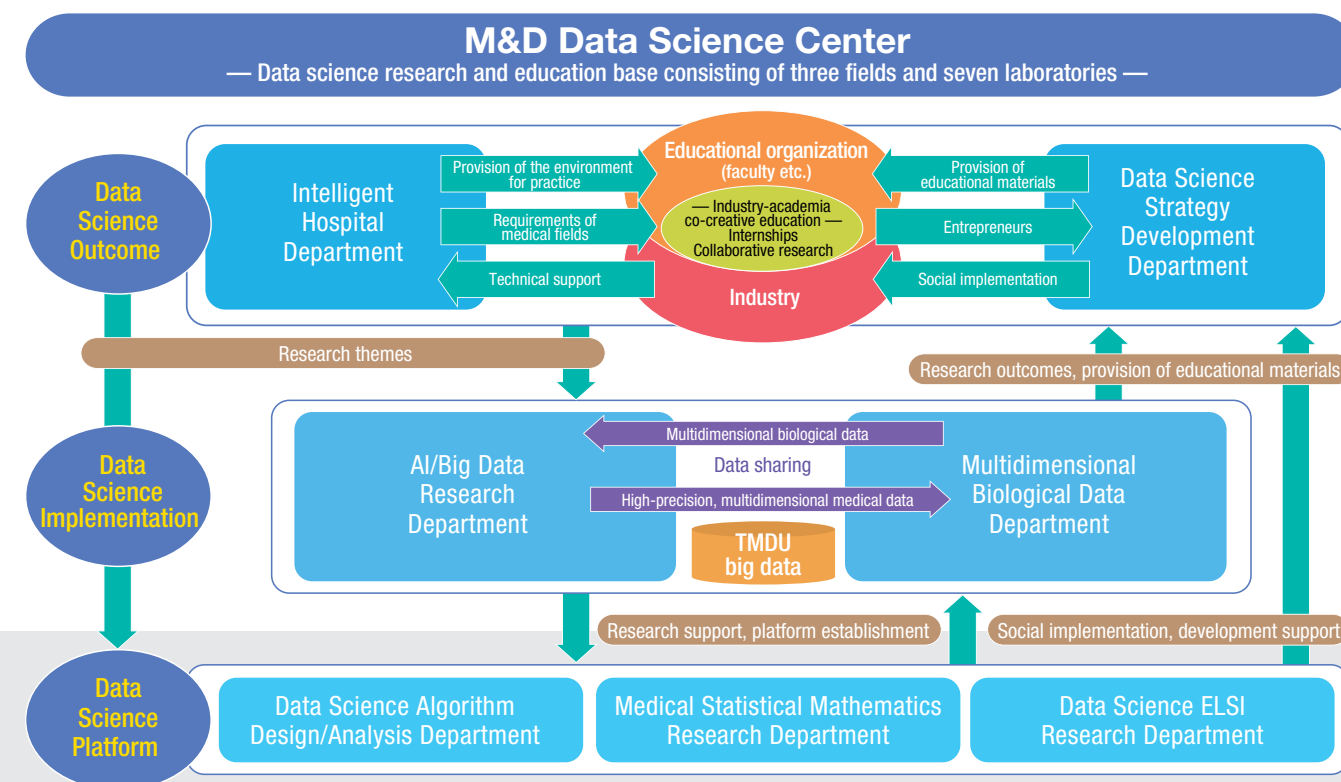 M&D Data Science Center
— Data science research and education base consisting of three fields and seven laboratories —
Data
Science
Outcome
Intelligent
Hospital
Department
Provision of the environment
for practice
Requirements of
medical fields
Technical support
Educational organization
(faculty etc.)
— Industry-academia
co-creative education —
Internships
Collaborative research
Industry
Provision of
educational materials
Entrepreneurs
Social implementation
Data Science
Strategy
Development
Department
Research themes
Research outcomes, provision of educational materials
Data
Science
Implementation
AI/Big Data
Research
Department
Multidimensional biological data
Data sharing
High-precision, multidimensional medical data
TMDU
big data
Multidimensional
Biological Data
Department
Research support, platform establishment
Social implementation, development support
Data
Science
Platform
Data Science Algorithm
Design/Analysis Department
Medical Statistical Mathematics
Research Department
Data Science ELSI
Research Department